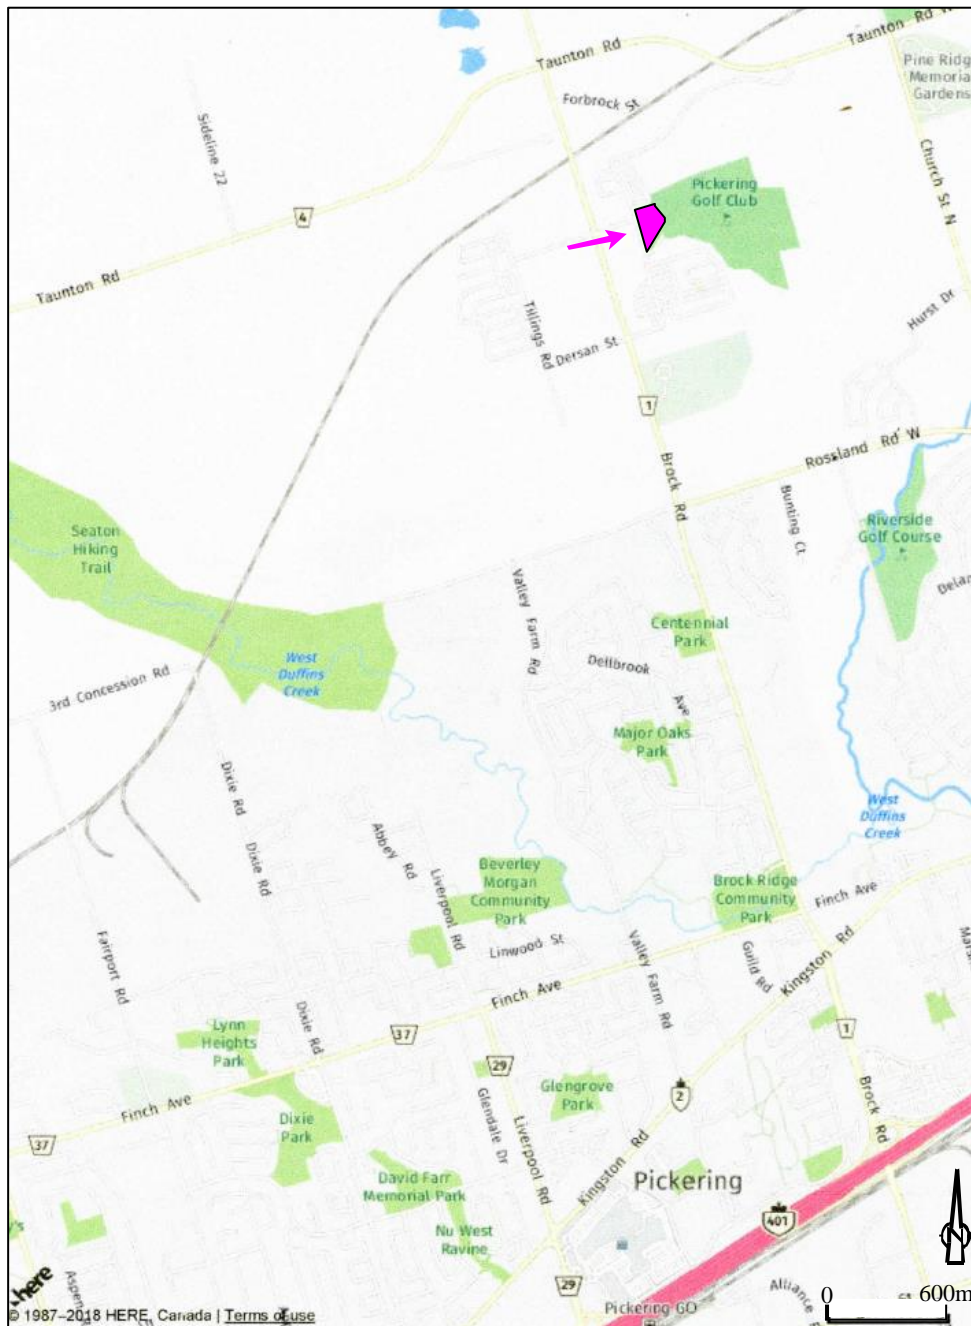 Taunton Rd W
Taunton Rd
Pine Ridg
Memoria
Gardens
Forbrock St
Sideline 22
Church St N
Pickering
Golf Club
4
Taunton Rd
Hurst Dr
Tillings Rd
Dersan St
1
Brock Rd
Rossland Rd W
Bunting Ct
Seaton
Hiking
Trail
Riverside
Golf Course
Valley Farm Rd
Delan
Centennial
Park
West
Duffins
Creek
Dellbrook
Ave
3rd Concession Rd
Major Oaks
Park
Dixie Rd
West
Duffins
Creek
Abbey Rd
Dixie Rd
Beverley
Morgan
Community
Park
Liverpool Rd
Brock Ridge
Community
Park
Finch Ave
Linwood St
Valley Farm Rd
Guild Rd
Kingston Rd
Fairport Rd
Finch Ave
Dixie Rd
37
1
Lynn
Heights
Park
29
2
Glengrove
Park
Finch Ave
Glendale Dr
Brock Rd
Dixie
Park
Liverpool Rd
37
Kingston Rd
David Farr
Memorial Park
Pickering
401
Nu West
Ravine
y's
here
29
Pickering GO
Alliance
0 600m
© 1987–2018 HERE, Canada | Terms of use